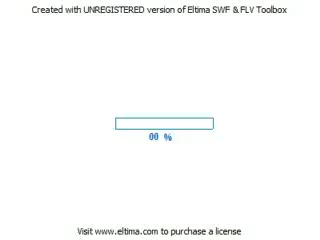 Created with UNREGISTERED version of Eltima SWF & FLV Toolbox
00 %
Visit www.eltima.com to purchase a license